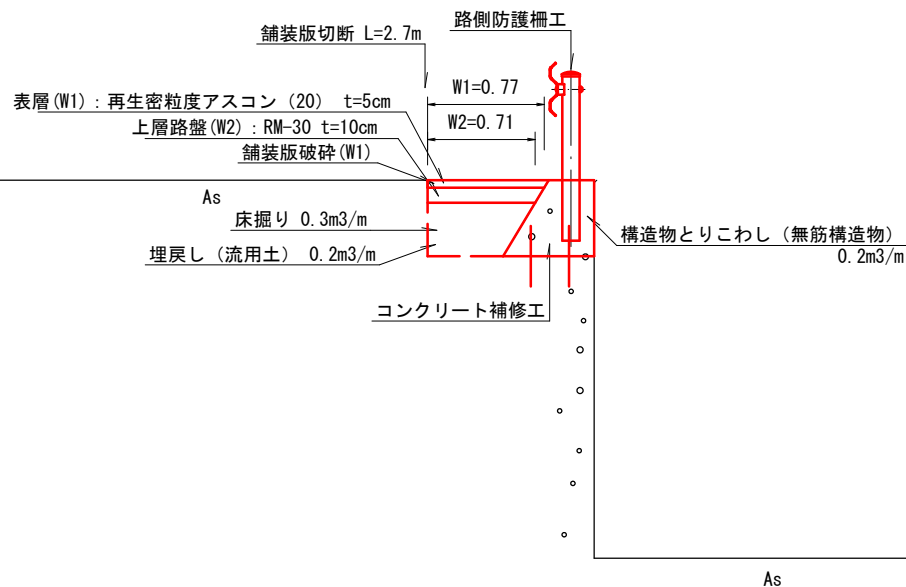 路側防護柵工
舗装版切断 L=2.7m
W1=0.77
表層(W1)：再生密粒度アスコン（20） t=5cm
W2=0.71
上層路盤(W2)：RM-30 t=10cm
舗装版破砕(W1)
As
床掘り 0.3m3/m
構造物とりこわし（無筋構造物）
0.2m3/m
埋戻し（流用土） 0.2m3/m
コンクリート補修工
As